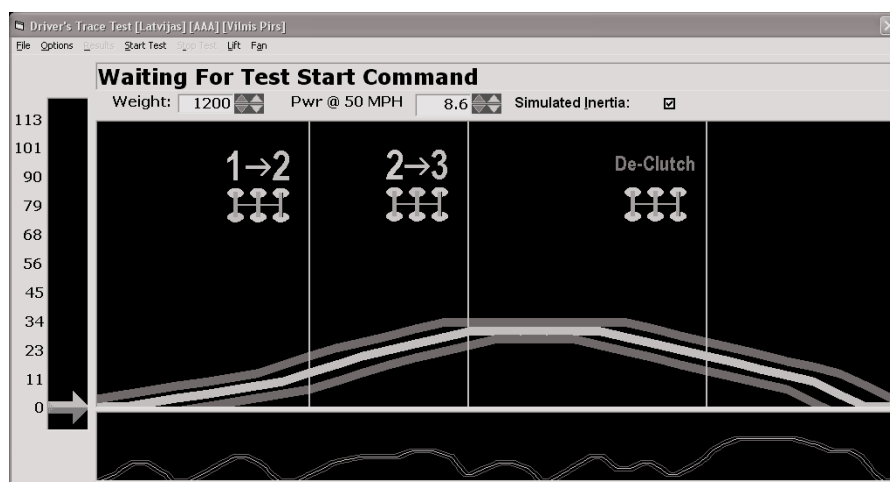 Driver's Trace Test [Latvijas] [AAA] [Vilnis Pirs]
File Options Results Start Test Stop Test Lift Fan
Waiting For Test Start Command
Weight: 1200 Pwr @ 50 MPH 8.6 Simulated Inertia:
113
101
90
79
68
56
45
34
23
11
0
1→2
2→3
De-Clutch